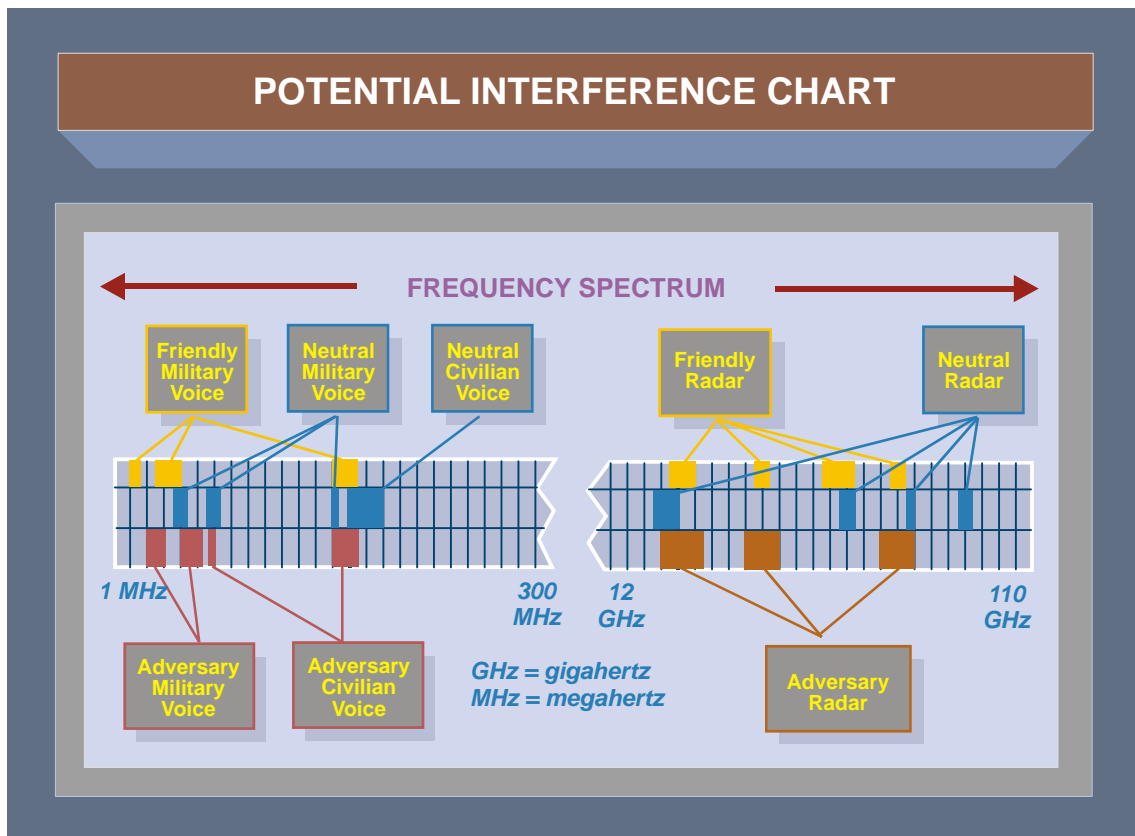 POTENTIAL INTERFERENCE CHART
FREQUENCY SPECTRUM
Friendly
Military
Voice
Neutral
Military
Voice
Neutral
Civilian
Voice
Friendly
Radar
Neutral
Radar
1 MHz
300
MHz
12
GHz
110
GHz
Adversary
Military
Voice
Adversary
Civilian
Voice
GHz = gigahertz
MHz = megahertz
Adversary
Radar